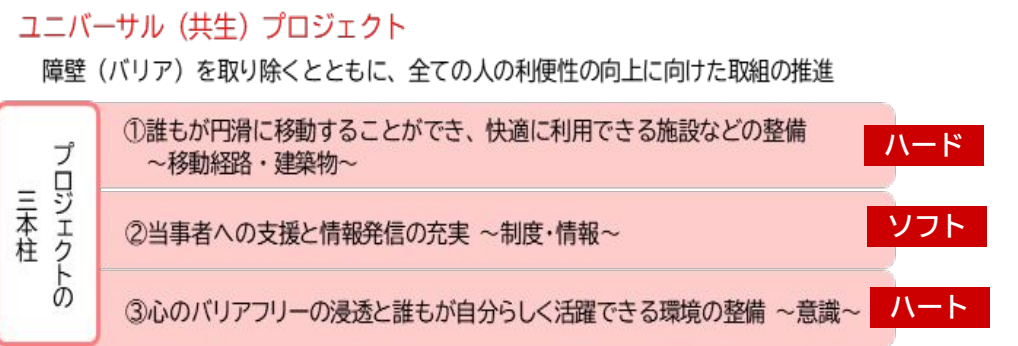 ユニバーサル（共生）プロジェクト
障壁（バリア）を取り除くとともに、全ての人の利便性の向上に向けた取組の推進
プロジェクトの
三本柱
①誰もが円滑に移動することができ、快適に利用できる施設などの整備
～移動経路・建築物～
ハード
②当事者への支援と情報発信の充実 ～制度・情報～
ソフト
③心のバリアフリーの浸透と誰もが自分らしく活躍できる環境の整備 ～意識～
ハート